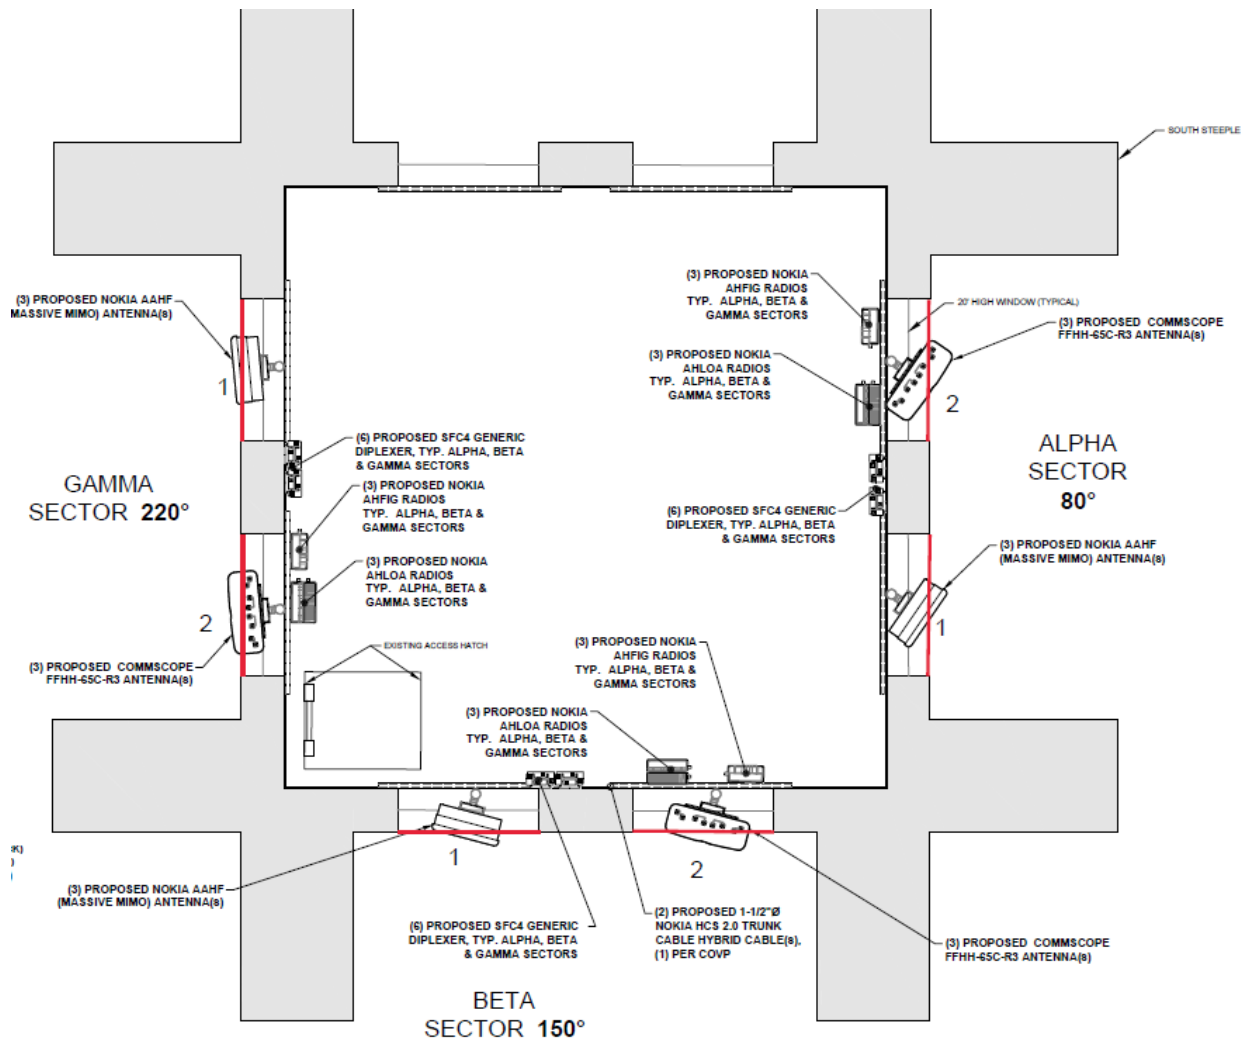 SOUTH STEEPLE
(3) PROPOSED NOKIA
AHFIG RADIOS
TYP. ALPHA, BETA &
GAMMA SECTORS
20' HIGH WINDOW (TYPICAL)
(3) PROPOSED COMMSCOPE
FFHH-65C-R3 ANTENNA(s)
(3) PROPOSED NOKIA AAHF
(MASSIVE MIMO) ANTENNA(s)
1
(3) PROPOSED NOKIA
AHLOA RADIOS
TYP. ALPHA, BETA &
GAMMA SECTORS
2
(6) PROPOSED SFC4 GENERIC
DIPLEXER, TYP. ALPHA, BETA
& GAMMA SECTORS
ALPHA
SECTOR
80°
GAMMA
SECTOR 220°
(3) PROPOSED NOKIA
AHFIG RADIOS
TYP. ALPHA, BETA &
GAMMA SECTORS
(6) PROPOSED SFC4 GENERIC
DIPLEXER, TYP. ALPHA, BETA
& GAMMA SECTORS
(3) PROPOSED NOKIA AAHF
(MASSIVE MIMO) ANTENNA(s)
(3) PROPOSED NOKIA
AHLOA RADIOS
TYP. ALPHA, BETA &
GAMMA SECTORS
2
1
(3) PROPOSED COMMSCOPE
FFHH-65C-R3 ANTENNA(s)
EXISTING ACCESS HATCH
(3) PROPOSED NOKIA
AHFIG RADIOS
TYP. ALPHA, BETA &
GAMMA SECTORS
(3) PROPOSED NOKIA
AHLOA RADIOS
TYP. ALPHA, BETA &
GAMMA SECTORS
1
2
(3) PROPOSED NOKIA AAHF
(MASSIVE MIMO) ANTENNA(s)
(6) PROPOSED SFC4 GENERIC
DIPLEXER, TYP. ALPHA, BETA
& GAMMA SECTORS
(2) PROPOSED 1-1/2"Ø
NOKIA HCS 2.0 TRUNK
CABLE HYBRID CABLE(s),
(1) PER COVP
(3) PROPOSED COMMSCOPE
FFHH-65C-R3 ANTENNA(s)
BETA
SECTOR 150°